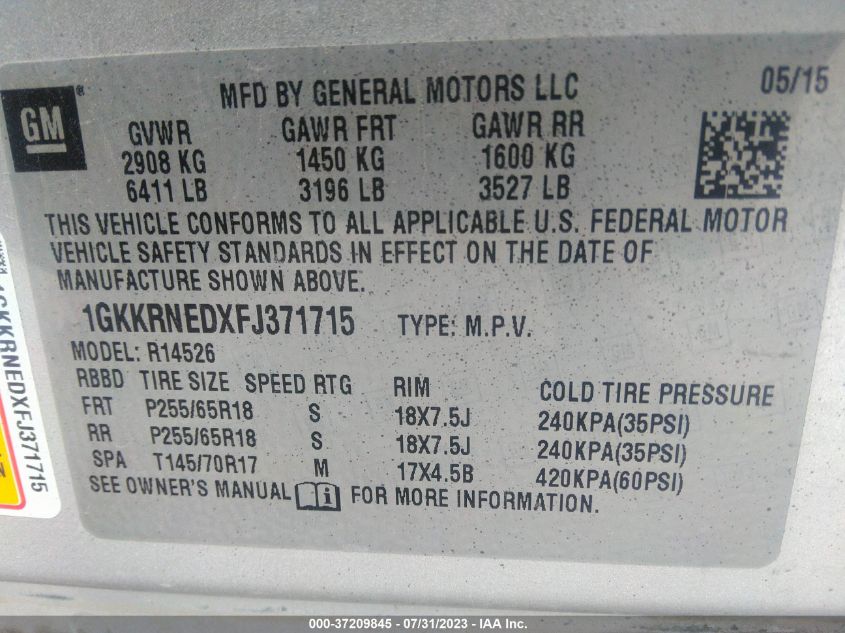 GM ®
MFD BY GENERAL MOTORS LLC 05/15
GVWR GAWR FRT GAWR RR
2908 KG 1450 KG 1600 KG
6411 LB 3196 LB 3527 LB
THIS VEHICLE CONFORMS TO ALL APPLICABLE U.S. FEDERAL MOTOR
VEHICLE SAFETY STANDARDS IN EFFECT ON THE DATE OF
MANUFACTURE SHOWN ABOVE.
1GKKRNEDXFJ371715 TYPE: M.P.V.
MODEL: R14526
RBBD TIRE SIZE SPEED RTG RIM COLD TIRE PRESSURE
FRT P255/65R18 S 18X7.5J 240KPA(35PSI)
RR P255/65R18 S 18X7.5J 240KPA(35PSI)
SPA T145/70R17 M 17X4.5B 420KPA(60PSI)
SEE OWNER'S MANUAL i FOR MORE INFORMATION.
1GKKRNEDXFJ371715
000-37209845 / 07/31/2023 - © IAA Inc.